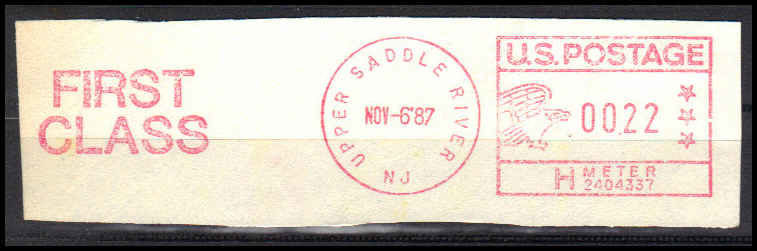 FIRST
CLASS
UPPER SADDLE RIVER
NOV-6'87
NJ
U.S. POSTAGE
0022
H METER
2404337